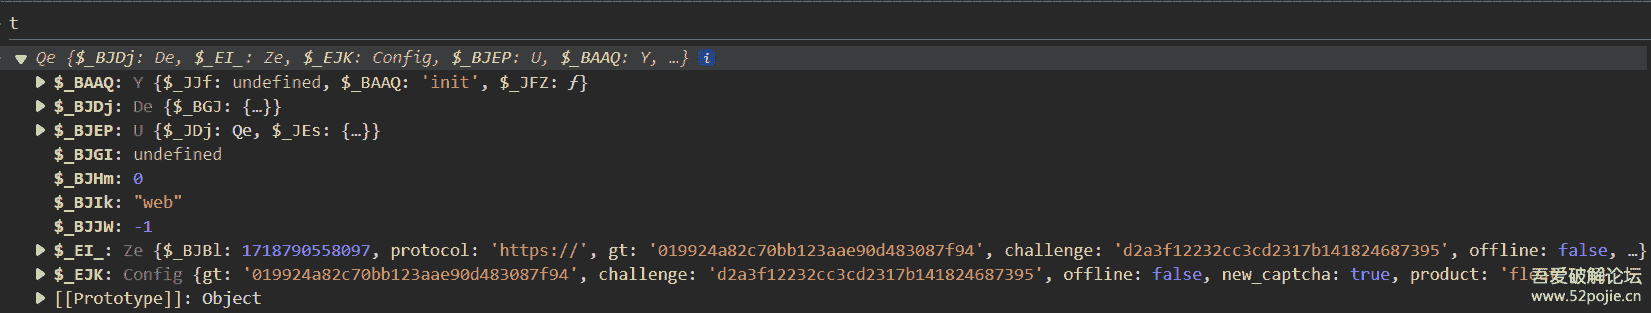 t
Qe {$_BJDj: De, $_EI_: Ze, $_EJK: Config, $_BJEP: U, $_BAAQ: Y, …} i
$_BAAQ: Y {$_JJf: undefined, $_BAAQ: 'init', $_JFZ: ƒ}
$_BJDj: De {$_BGJ: {…}}
$_BJEP: U {$_JDj: Qe, $_JEs: {…}}
$_BJGI: undefined
$_BJHm: 0
$_BJIk: "web"
$_BJJW: -1
$_EI_: Ze {$_BJBl: 1718790558097, protocol: 'https://', gt: '019924a82c70bb123aae90d483087f94', challenge: 'd2a3f12232cc3cd2317b141824687395', offline: false, …}
$_EJK: Config {gt: '019924a82c70bb123aae90d483087f94', challenge: 'd2a3f12232cc3cd2317b141824687395', offline: false, new_captcha: true, product:
[[Prototype]]: Object
吾爱破解论坛
www.52pojie.cn